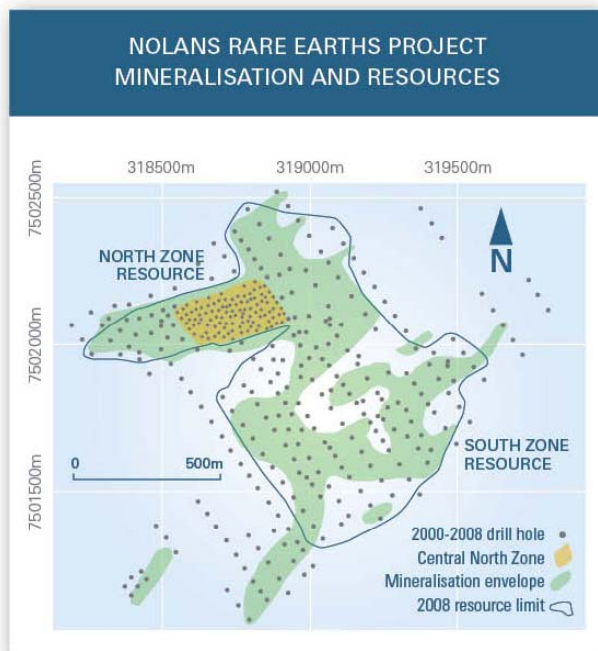 NOLANS RARE EARTHS PROJECT
MINERALISATION AND RESOURCES
318500m 319000m 319500m
7502500m
N
NORTH ZONE
RESOURCE
7502000m
SOUTH ZONE
RESOURCE
0 500m
7501500m
2000-2008 drill hole
Central North Zone
Mineralisation envelope
2008 resource limit